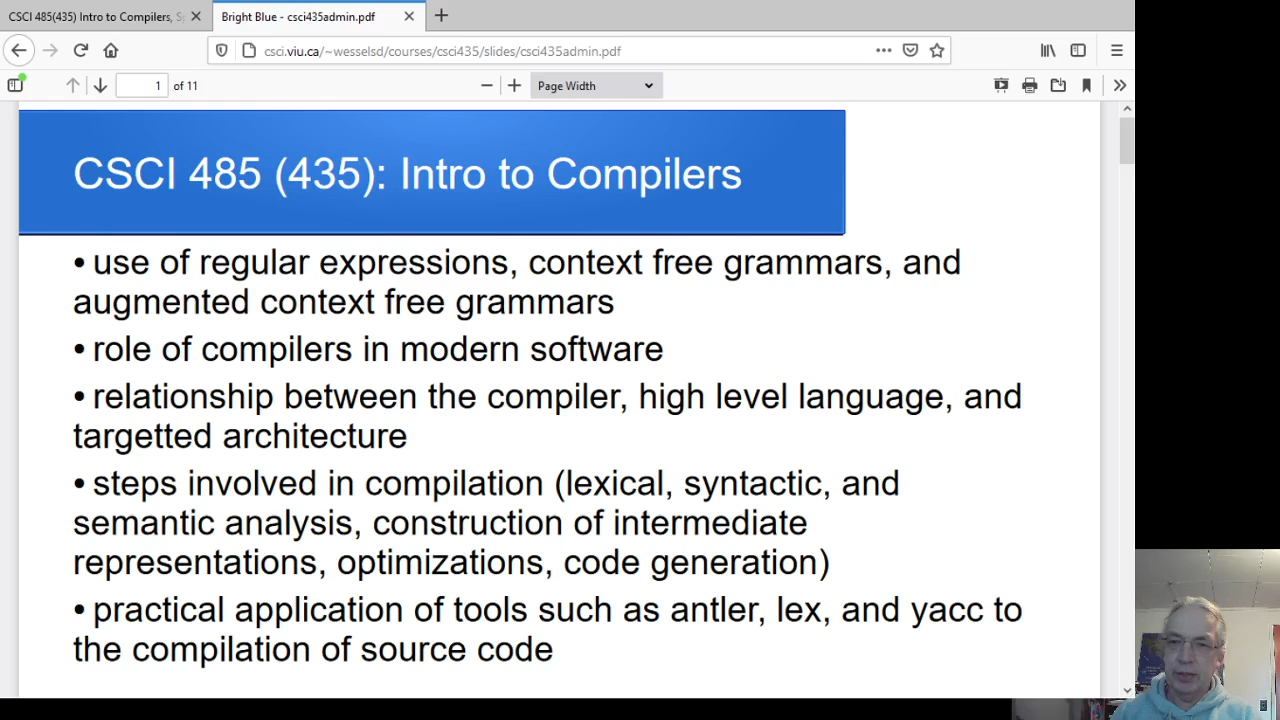 CSCI 485(435) Intro to Compilers, S
Bright Blue - csci435admin.pdf
csci.viu.ca/~wesselsd/courses/csci435/slides/csci435admin.pdf
1 of 11
Page Width
CSCI 485 (435): Intro to Compilers
• use of regular expressions, context free grammars, and
augmented context free grammars
• role of compilers in modern software
• relationship between the compiler, high level language, and
targetted architecture
• steps involved in compilation (lexical, syntactic, and
semantic analysis, construction of intermediate
representations, optimizations, code generation)
• practical application of tools such as antler, lex, and yacc to
the compilation of source code